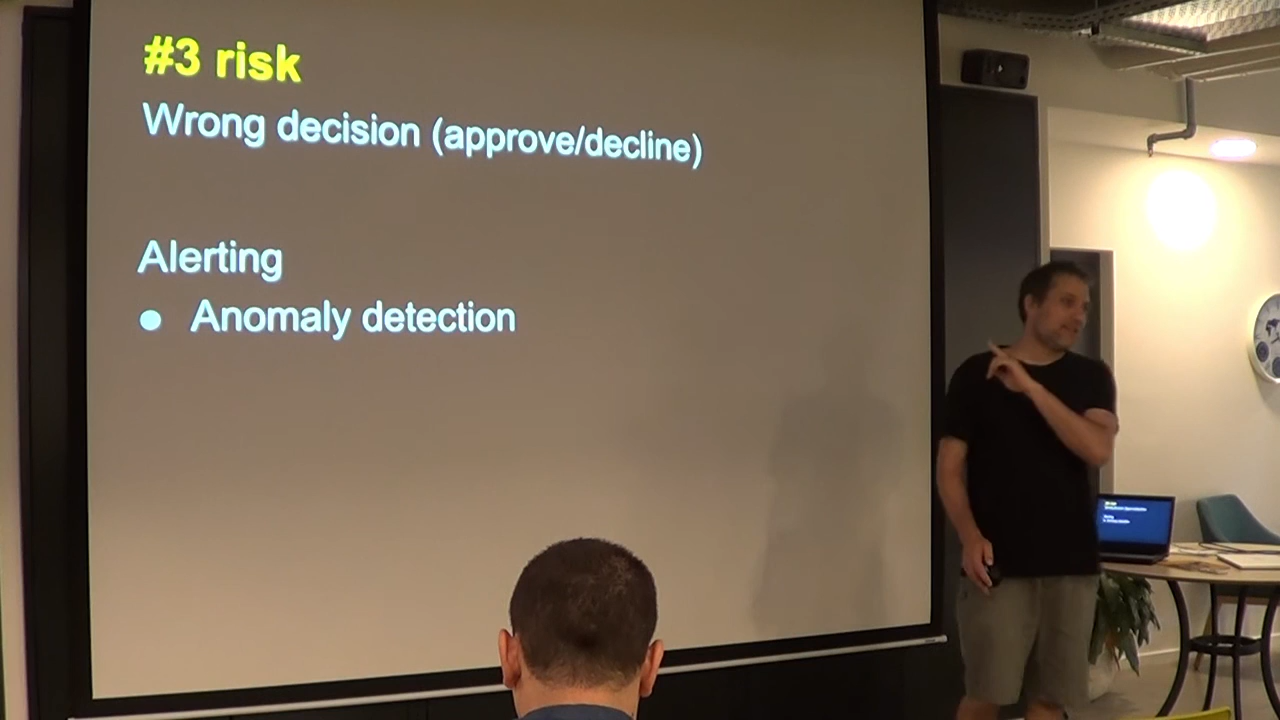 #3 risk
Wrong decision (approve/decline)
Alerting
● Anomaly detection